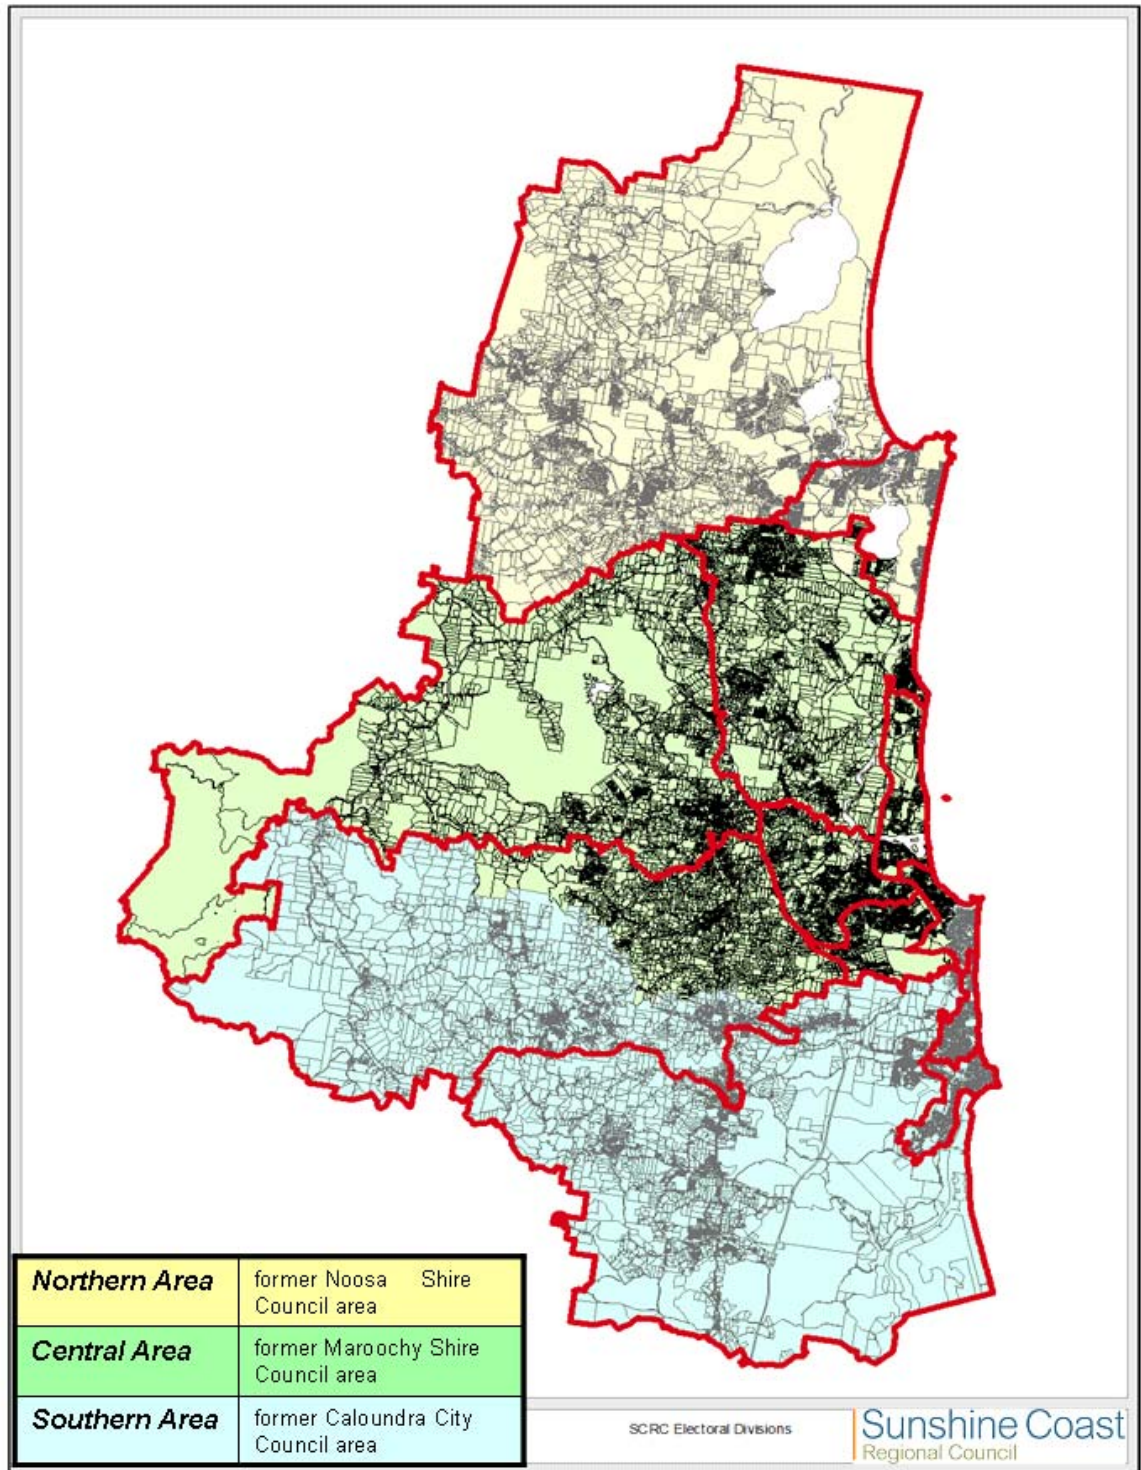 Northern Area
former Noosa Shire
Council area
Central Area
former Maroochy Shire
Council area
Southern Area
former Caloundra City
Council area
SCRC Electoral Divisions
Sunshine Coast
Regional Council